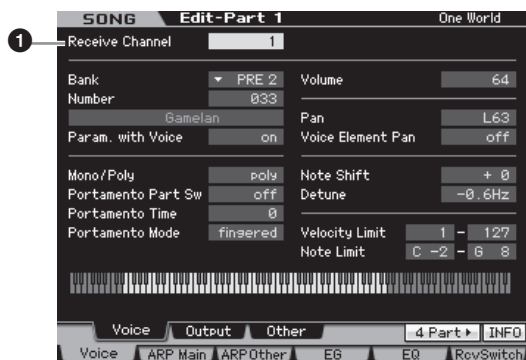 SONG Edit-Part 1 One World
1 Receive Channel 1
Bank PRE 2 Volume 64
Number 033
Gamelan Pan L63
Param. with Voice on Voice Element Pan off
Mono/Poly poly Note Shift + 0
Portamento Part Sw off Detune -0.6Hz
Portamento Time 0
Portamento Mode fingered Velocity Limit 1 - 127
Note Limit C -2 - G 8
Voice Output Other 4 Part INFO
Voice ARP Main ARP Other EG EQ RcvSwitch